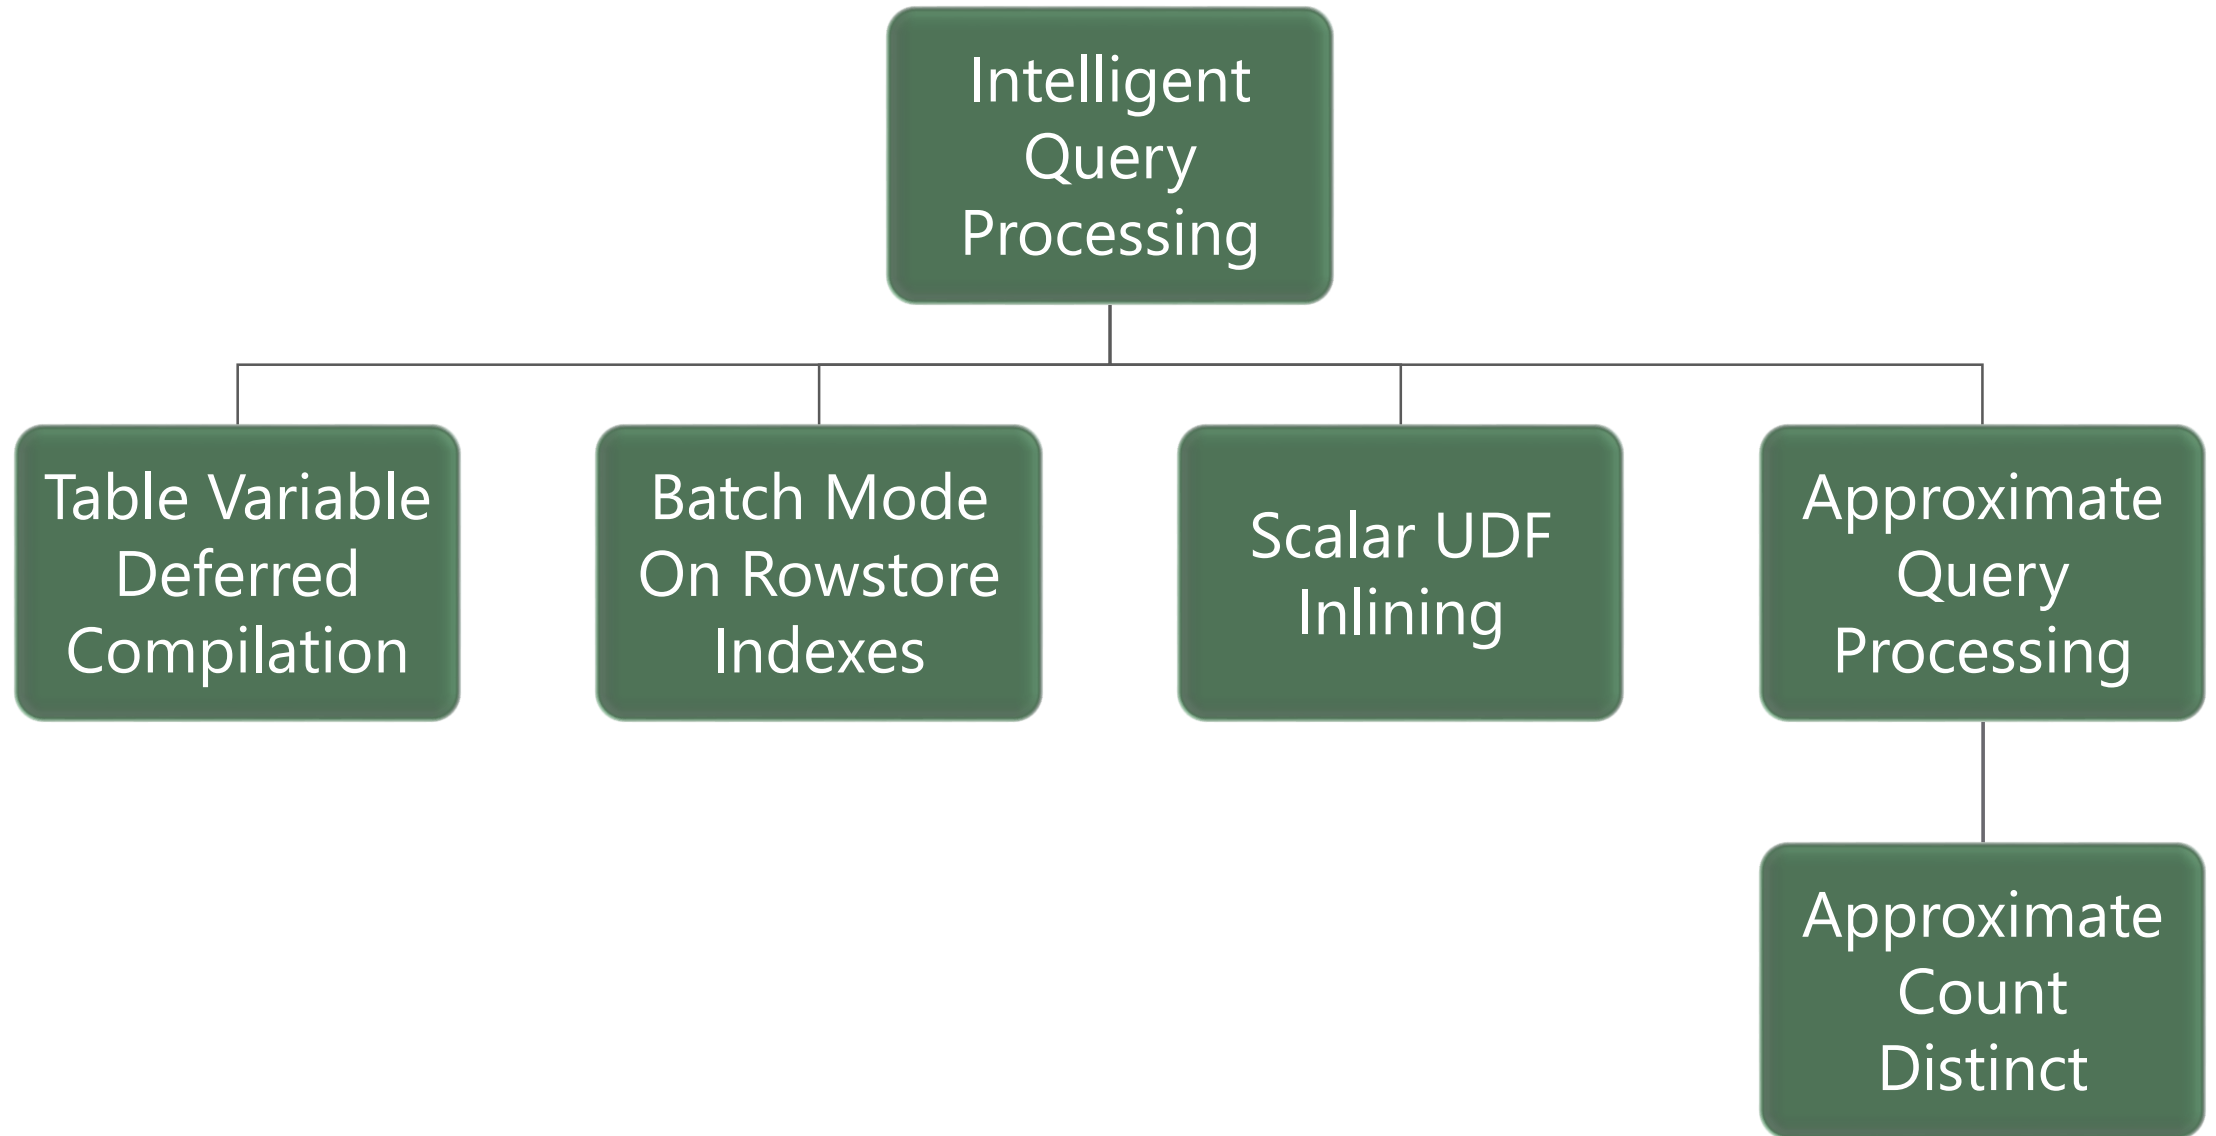 Intelligent
Query
Processing
Table Variable
Deferred
Compilation
Batch Mode
On Rowstore
Indexes
Scalar UDF
Inlining
Approximate
Query
Processing
Approximate
Count
Distinct